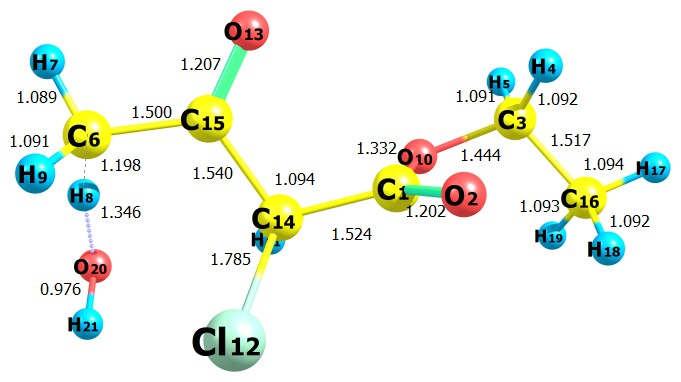 O13
H7
1.207
H5
H4
1.089
1.500
1.091
1.092
C6
C15
C3
1.091
1.332
O10
1.444
1.517
1.198
H9
1.540
1.094
1.094
H17
C1
O2
H8
1.346
1.202
C16
C14
1.093
1.092
1.524
H19
H18
1.785
O20
0.976
H21
Cl12